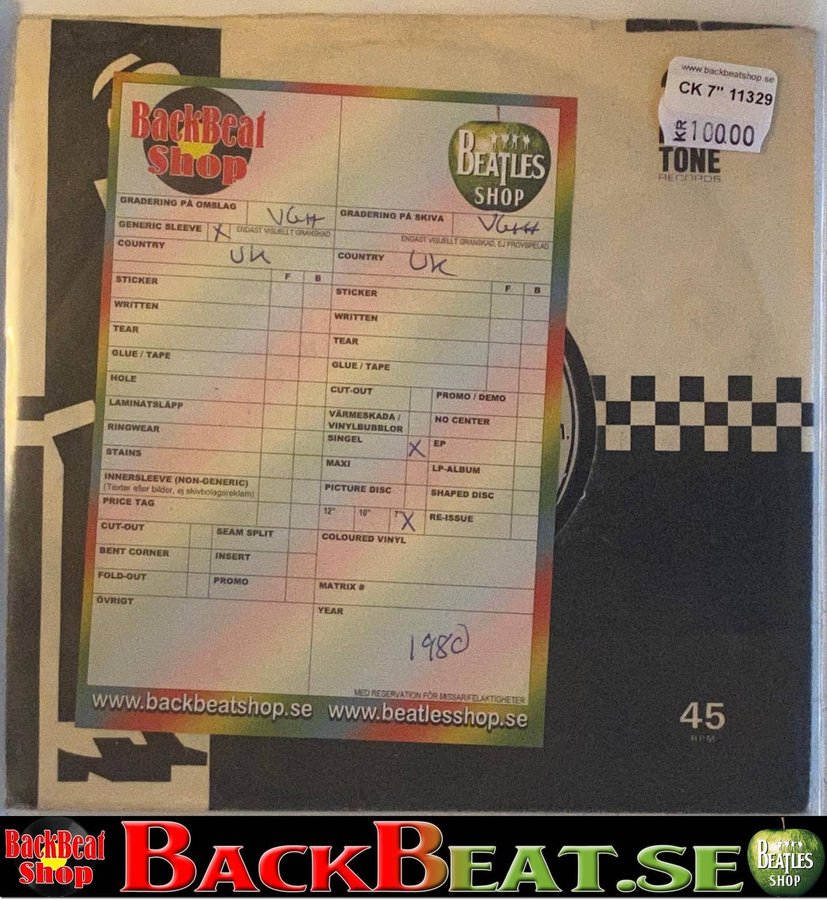 www.backbeatshop.se
CK 7" 11329
KR 100.00
TONE
RECORDS
BackBeat
Shop
BEATLES
SHOP
GRADERING PÅ OMSLAG VG+
GENERIC SLEEVE X ENDAST VISUELLT GRANSKAD
COUNTRY UK
STICKER F B
WRITTEN
TEAR
GLUE / TAPE
HOLE
LAMINATSLÄPP
RINGWEAR
STAINS
INNERSLEEVE (NON-GENERIC)
(Texter eller bilder, ej skivbolagsreklam)
PRICE TAG
CUT-OUT SEAM SPLIT
BENT CORNER INSERT
FOLD-OUT PROMO
ÖVRIGT
GRADERING PÅ SKIVA VG++
ENDAST VISUELLT GRANSKAD, EJ PROVSPELAD
COUNTRY UK
STICKER F B
WRITTEN
TEAR
GLUE / TAPE
CUT-OUT PROMO / DEMO
VÄRMESKADA /
VINYLBUBBLOR NO CENTER
SINGEL X EP
MAXI LP-ALBUM
PICTURE DISC SHAPED DISC
12" 10" 7" X RE-ISSUE
COLOURED VINYL
MATRIX #
YEAR
1980
MED RESERVATION FÖR MISSAR/FELAKTIGHETER
www.backbeatshop.se www.beatlesshop.se
1.
45
RPM
BackBeat
Shop
BACKBEAT.SE
BEATLES
SHOP